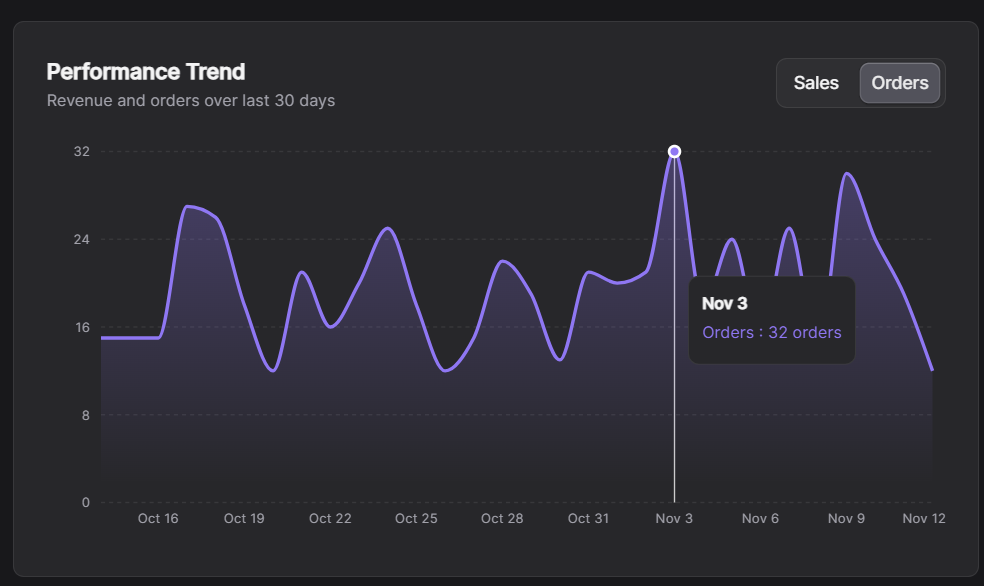 Performance Trend
Revenue and orders over last 30 days
Sales Orders
32
24
16
8
0
Nov 3
Orders : 32 orders
Oct 16 Oct 19 Oct 22 Oct 25 Oct 28 Oct 31 Nov 3 Nov 6 Nov 9 Nov 12